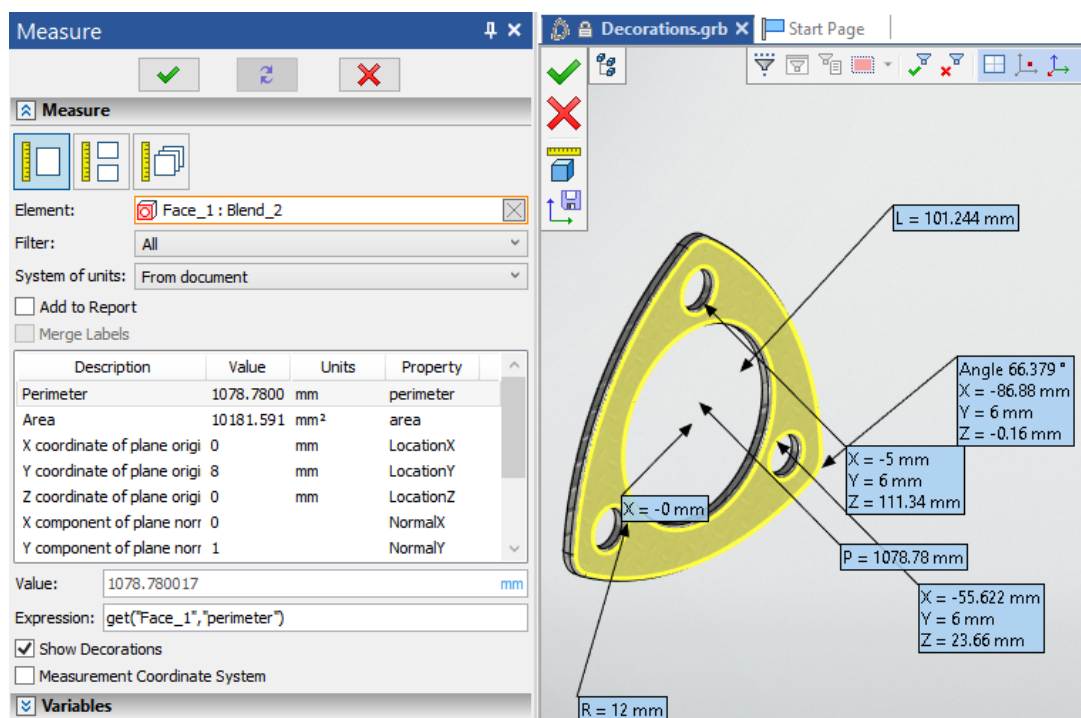 Measure
Decorations.grb
Start Page
Measure
Element:
Face_1 : Blend_2
Filter:
All
System of units:
From document
Add to Report
Merge Labels
Description Value Units Property
Perimeter 1078.7800 mm perimeter
Area 10181.591 mm² area
X coordinate of plane origi 0 mm LocationX
Y coordinate of plane origi 8 mm LocationY
Z coordinate of plane origi 0 mm LocationZ
X component of plane norr 0 NormalX
Y component of plane norr 1 NormalY
Value: 1078.780017 mm
Expression: get("Face_1","perimeter")
Show Decorations
Measurement Coordinate System
Variables
L = 101.244 mm
Angle 66.379 °
X = -86.88 mm
Y = 6 mm
Z = -0.16 mm
X = -5 mm
Y = 6 mm
Z = 111.34 mm
X = -0 mm
P = 1078.78 mm
X = -55.622 mm
Y = 6 mm
Z = 23.66 mm
R = 12 mm